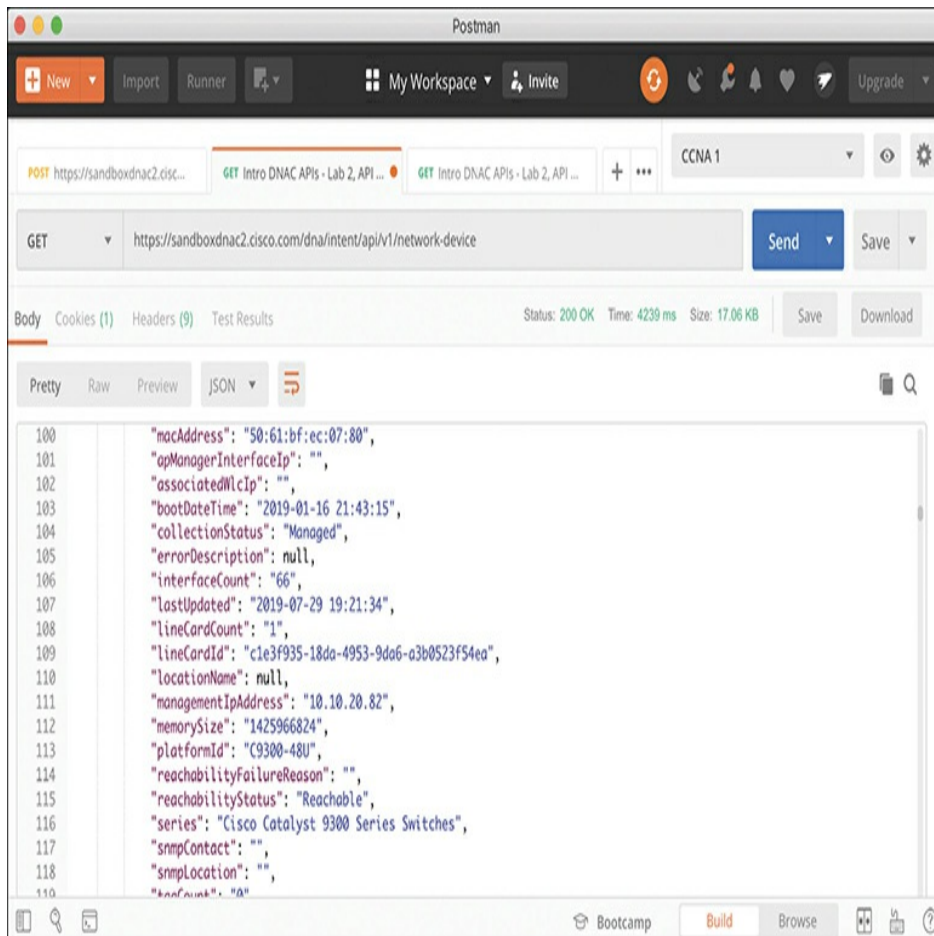 Postman
New Import Runner My Workspace Invite Upgrade
POST https://sandboxdnac2.cisc... GET Intro DNAC APIs - Lab 2, API ... GET Intro DNAC APIs - Lab 2, API ... + ••• CCNA 1
GET https://sandboxdnac2.cisco.com/dna/intent/api/v1/network-device Send Save
Body Cookies (1) Headers (9) Test Results Status: 200 OK Time: 4239 ms Size: 17.06 KB Save Download
Pretty Raw Preview JSON
100 "macAddress": "50:61:bf:ec:07:80",
101 "apManagerInterfaceIp": "",
102 "associatedWlcIp": "",
103 "bootDateTime": "2019-01-16 21:43:15",
104 "collectionStatus": "Managed",
105 "errorDescription": null,
106 "interfaceCount": "66",
107 "lastUpdated": "2019-07-29 19:21:34",
108 "lineCardCount": "1",
109 "lineCardId": "c1e3f935-18da-4953-9da6-a3b0523f54ea",
110 "locationName": null,
111 "managementIpAddress": "10.10.20.82",
112 "memorySize": "1425966824",
113 "platformId": "C9300-48U",
114 "reachabilityFailureReason": "",
115 "reachabilityStatus": "Reachable",
116 "series": "Cisco Catalyst 9300 Series Switches",
117 "snmpContact": "",
118 "snmpLocation": "",
119 "tagCount": "0"
Bootcamp Build Browse